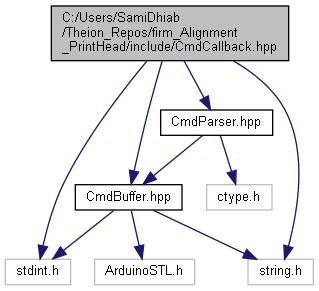 C:/Users/SamiDhiab
/Theion_Repos/firm_Alignment
_PrintHead/include/CmdCallback.hpp
CmdParser.hpp
CmdBuffer.hpp
ctype.h
stdint.h
ArduinoSTL.h
string.h